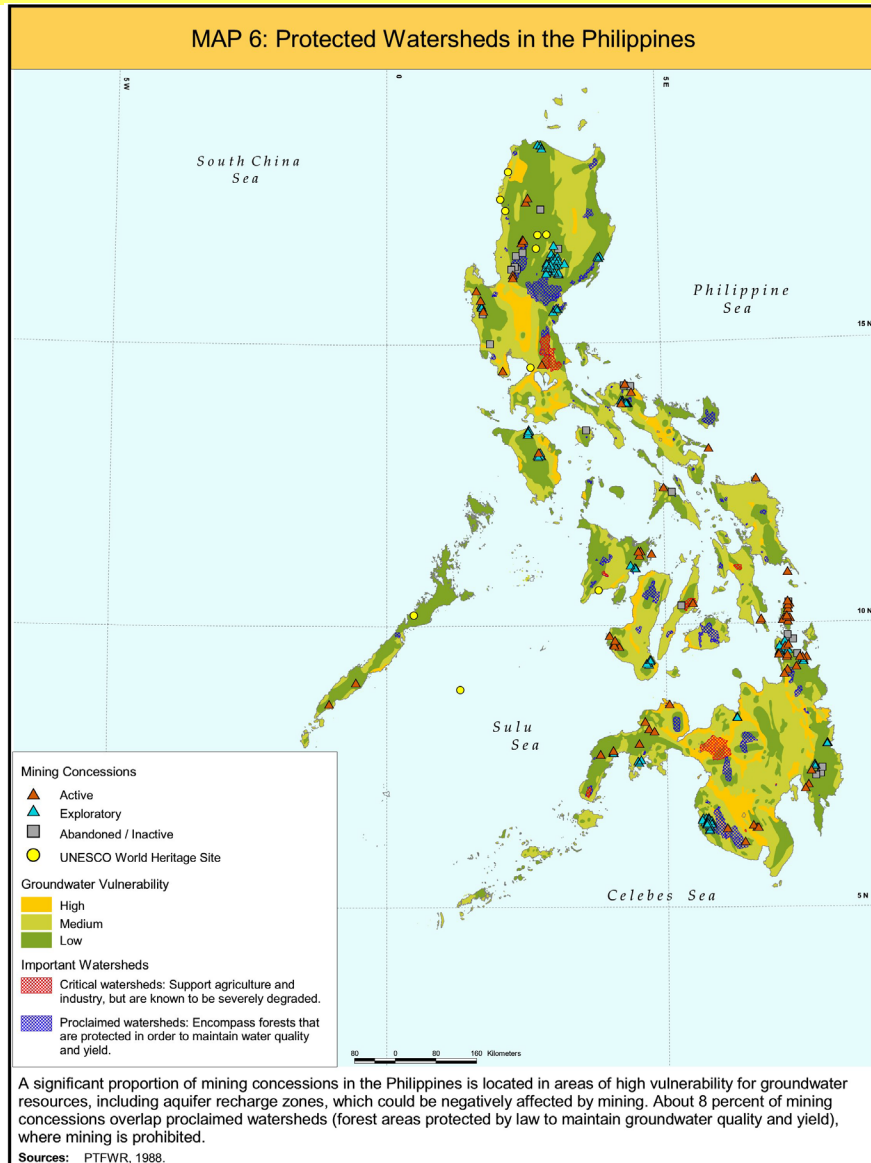 MAP 6: Protected Watersheds in the Philippines
5 W
0
5 E
South China
Sea
Philippine
Sea
15 N
10 N
Sulu
Sea
Celebes Sea
5 N
Mining Concessions
Active
Exploratory
Abandoned / Inactive
UNESCO World Heritage Site
Groundwater Vulnerability
High
Medium
Low
Important Watersheds
Critical watersheds: Support agriculture and
industry, but are known to be severely degraded.
Proclaimed watersheds: Encompass forests that
are protected in order to maintain water quality
and yield.
80 0 80 160 Kilometers
A significant proportion of mining concessions in the Philippines is located in areas of high vulnerability for groundwater
resources, including aquifer recharge zones, which could be negatively affected by mining. About 8 percent of mining
concessions overlap proclaimed watersheds (forest areas protected by law to maintain groundwater quality and yield),
where mining is prohibited.
Sources: PTFWR, 1988.